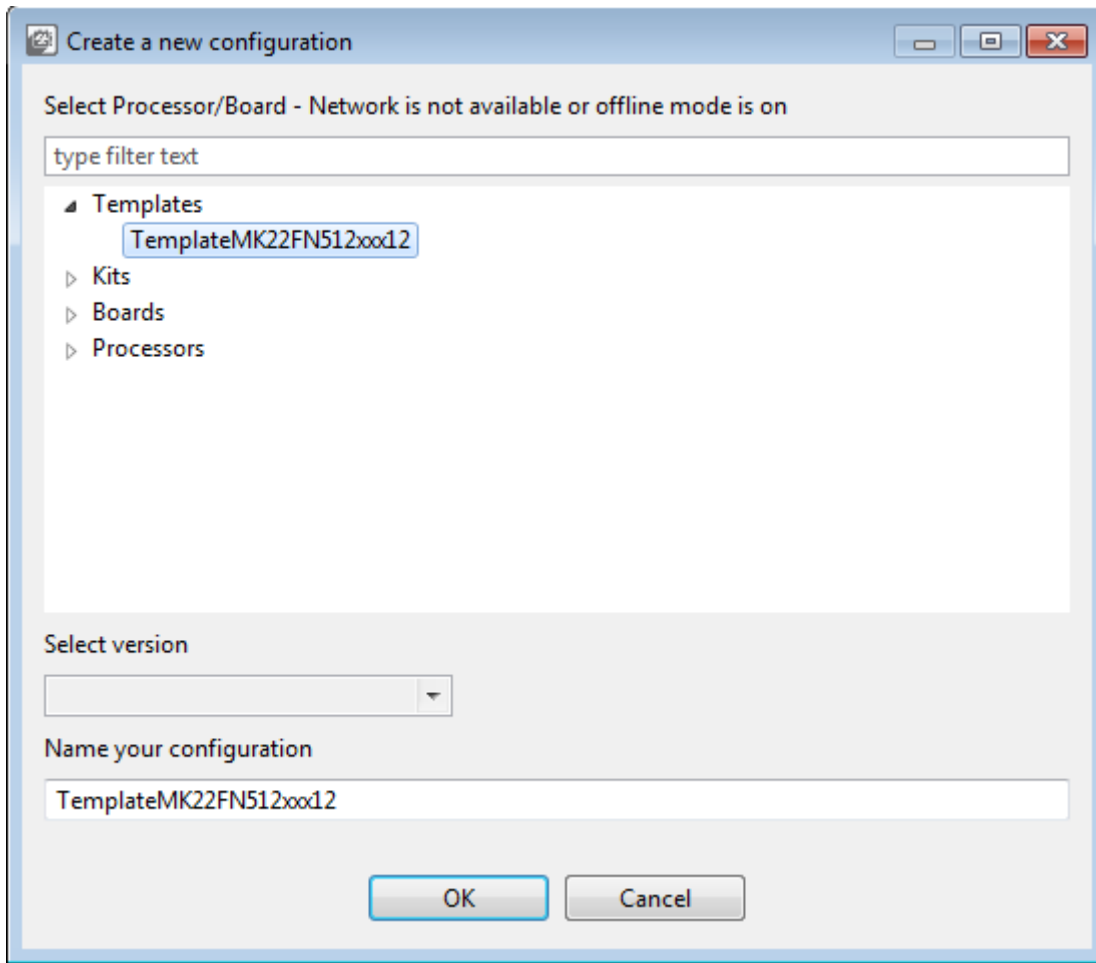 Create a new configuration
Select Processor/Board - Network is not available or offline mode is on
type filter text
Templates
TemplateMK22FN512xxx12
Kits
Boards
Processors
Select version
Name your configuration
TemplateMK22FN512xxx12
OK Cancel